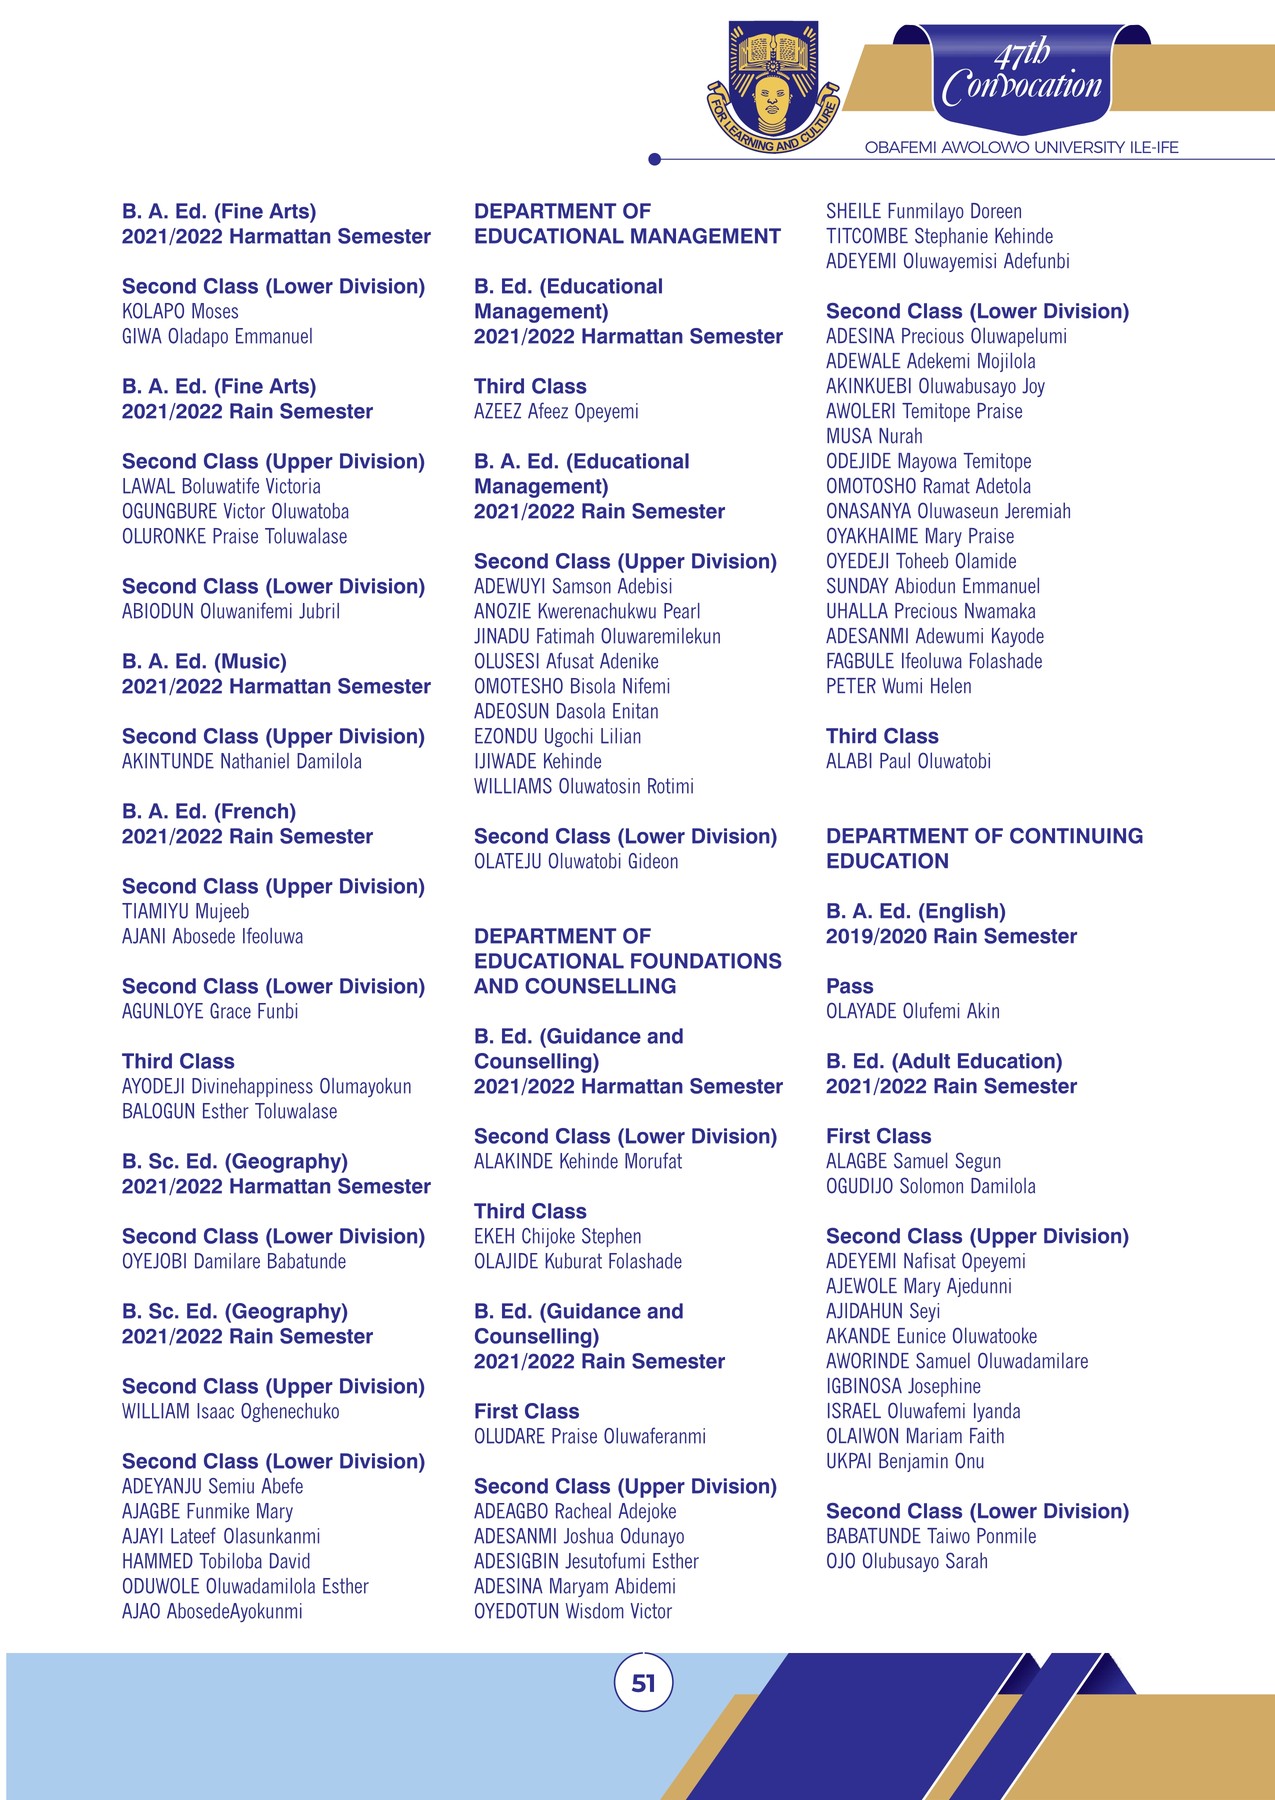 FOR LEARNING AND CULTURE
47th
Convocation
OBAFEMI AWOLOWO UNIVERSITY ILE-IFE
B. A. Ed. (Fine Arts)
2021/2022 Harmattan Semester
Second Class (Lower Division)
KOLAPO Moses
GIWA Oladapo Emmanuel
B. A. Ed. (Fine Arts)
2021/2022 Rain Semester
Second Class (Upper Division)
LAWAL Boluwatife Victoria
OGUNGBURE Victor Oluwatoba
OLURONKE Praise Toluwalase
Second Class (Lower Division)
ABIODUN Oluwanifemi Jubril
B. A. Ed. (Music)
2021/2022 Harmattan Semester
Second Class (Upper Division)
AKINTUNDE Nathaniel Damilola
B. A. Ed. (French)
2021/2022 Rain Semester
Second Class (Upper Division)
TIAMIYU Mujeeb
AJANI Abosede Ifeoluwa
Second Class (Lower Division)
AGUNLOYE Grace Funbi
Third Class
AYODEJI Divinehappiness Olumayokun
BALOGUN Esther Toluwalase
B. Sc. Ed. (Geography)
2021/2022 Harmattan Semester
Second Class (Lower Division)
OYEJOBI Damilare Babatunde
B. Sc. Ed. (Geography)
2021/2022 Rain Semester
Second Class (Upper Division)
WILLIAM Isaac Oghenechuko
Second Class (Lower Division)
ADEYANJU Semiu Abefe
AJAGBE Funmike Mary
AJAYI Lateef Olasunkanmi
HAMMED Tobiloba David
ODUWOLE Oluwadamilola Esther
AJAO AbosedeAyokunmi
DEPARTMENT OF
EDUCATIONAL MANAGEMENT
B. Ed. (Educational
Management)
2021/2022 Harmattan Semester
Third Class
AZEEZ Afeez Opeyemi
B. A. Ed. (Educational
Management)
2021/2022 Rain Semester
Second Class (Upper Division)
ADEWUYI Samson Adebisi
ANOZIE Kwerenachukwu Pearl
JINADU Fatimah Oluwaremilekun
OLUSESI Afusat Adenike
OMOTESHO Bisola Nifemi
ADEOSUN Dasola Enitan
EZONDU Ugochi Lilian
IJIWADE Kehinde
WILLIAMS Oluwatosin Rotimi
Second Class (Lower Division)
OLATEJU Oluwatobi Gideon
DEPARTMENT OF
EDUCATIONAL FOUNDATIONS
AND COUNSELLING
B. Ed. (Guidance and
Counselling)
2021/2022 Harmattan Semester
Second Class (Lower Division)
ALAKINDE Kehinde Morufat
Third Class
EKEH Chijoke Stephen
OLAJIDE Kuburat Folashade
B. Ed. (Guidance and
Counselling)
2021/2022 Rain Semester
First Class
OLUDARE Praise Oluwaferanmi
Second Class (Upper Division)
ADEAGBO Racheal Adejoke
ADESANMI Joshua Odunayo
ADESIGBIN Jesutofumi Esther
ADESINA Maryam Abidemi
OYEDOTUN Wisdom Victor
SHEILE Funmilayo Doreen
TITCOMBE Stephanie Kehinde
ADEYEMI Oluwayemisi Adefunbi
Second Class (Lower Division)
ADESINA Precious Oluwapelumi
ADEWALE Adekemi Mojilola
AKINKUEBI Oluwabusayo Joy
AWOLERI Temitope Praise
MUSA Nurah
ODEJIDE Mayowa Temitope
OMOTOSHO Ramat Adetola
ONASANYA Oluwaseun Jeremiah
OYAKHAIME Mary Praise
OYEDEJI Toheeb Olamide
SUNDAY Abiodun Emmanuel
UHALLA Precious Nwamaka
ADESANMI Adewumi Kayode
FAGBULE Ifeoluwa Folashade
PETER Wumi Helen
Third Class
ALABI Paul Oluwatobi
DEPARTMENT OF CONTINUING
EDUCATION
B. A. Ed. (English)
2019/2020 Rain Semester
Pass
OLAYADE Olufemi Akin
B. Ed. (Adult Education)
2021/2022 Rain Semester
First Class
ALAGBE Samuel Segun
OGUDIJO Solomon Damilola
Second Class (Upper Division)
ADEYEMI Nafisat Opeyemi
AJEWOLE Mary Ajedunni
AJIDAHUN Seyi
AKANDE Eunice Oluwatooke
AWORINDE Samuel Oluwadamilare
IGBINOSA Josephine
ISRAEL Oluwafemi Iyanda
OLAIWON Mariam Faith
UKPAI Benjamin Onu
Second Class (Lower Division)
BABATUNDE Taiwo Ponmile
OJO Olubusayo Sarah
51